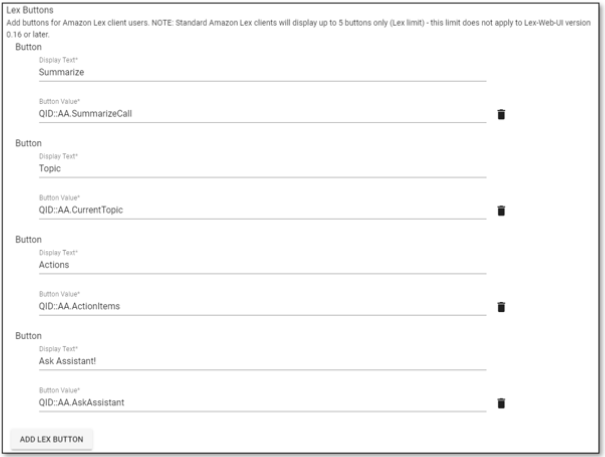 Lex Buttons
Add buttons for Amazon Lex client users. NOTE: Standard Amazon Lex clients will display up to 5 buttons only (Lex limit) - this limit does not apply to Lex-Web-UI version
0.16 or later.
Button
Display Text*
Summarize
Button Value*
QID::AA.SummarizeCall
Button
Display Text*
Topic
Button Value*
QID::AA.CurrentTopic
Button
Display Text*
Actions
Button Value*
QID::AA.ActionItems
Button
Display Text*
Ask Assistant!
Button Value*
QID::AA.AskAssistant
ADD LEX BUTTON